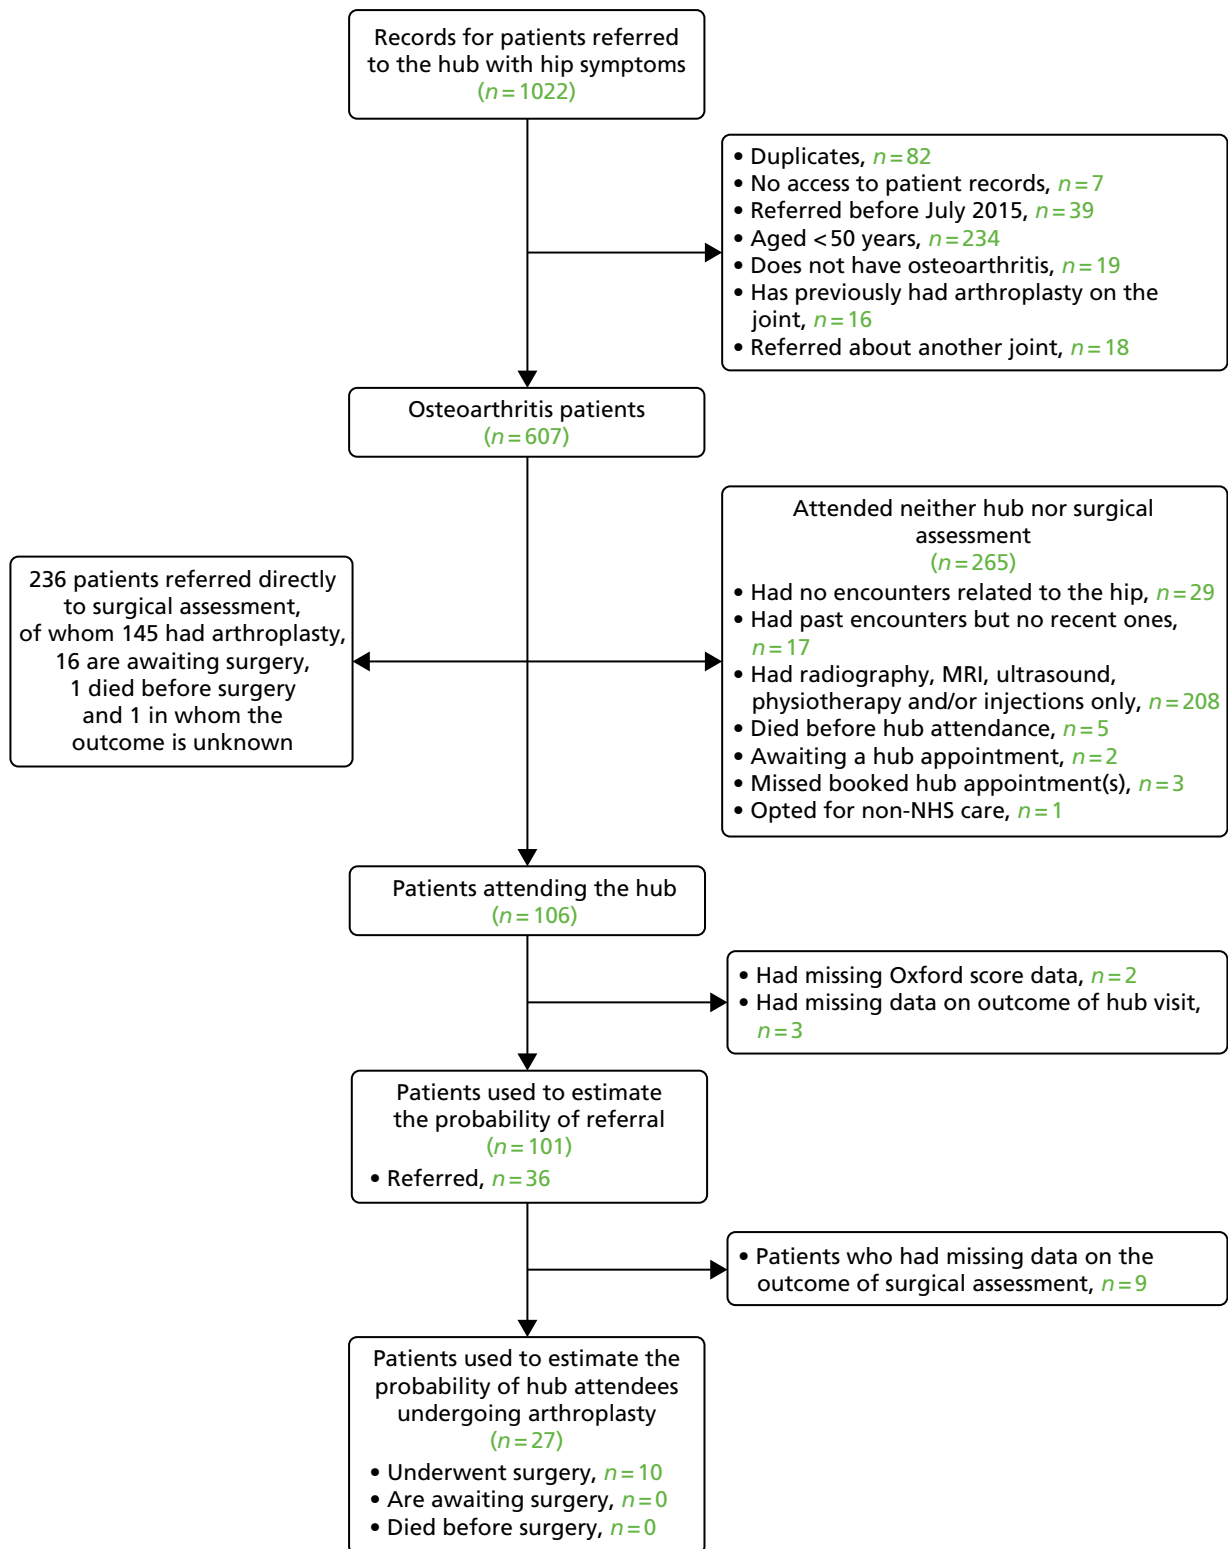 Records for patients referred
to the hub with hip symptoms
(n = 1022)
• Duplicates, n = 82
• No access to patient records, n = 7
• Referred before July 2015, n = 39
• Aged < 50 years, n = 234
• Does not have osteoarthritis, n = 19
• Has previously had arthroplasty on the
joint, n = 16
• Referred about another joint, n = 18
Osteoarthritis patients
(n = 607)
Attended neither hub nor surgical
assessment
(n = 265)
• Had no encounters related to the hip, n = 29
• Had past encounters but no recent ones,
n = 17
• Had radiography, MRI, ultrasound,
physiotherapy and/or injections only, n = 208
• Died before hub attendance, n = 5
• Awaiting a hub appointment, n = 2
• Missed booked hub appointment(s), n = 3
• Opted for non-NHS care, n = 1
236 patients referred directly
to surgical assessment,
of whom 145 had arthroplasty,
16 are awaiting surgery,
1 died before surgery
and 1 in whom the
outcome is unknown
Patients attending the hub
(n = 106)
• Had missing Oxford score data, n = 2
• Had missing data on outcome of hub visit,
n = 3
Patients used to estimate
the probability of referral
(n = 101)
• Referred, n = 36
• Patients who had missing data on the
outcome of surgical assessment, n = 9
Patients used to estimate the
probability of hub attendees
undergoing arthroplasty
(n = 27)
• Underwent surgery, n = 10
• Are awaiting surgery, n = 0
• Died before surgery, n = 0